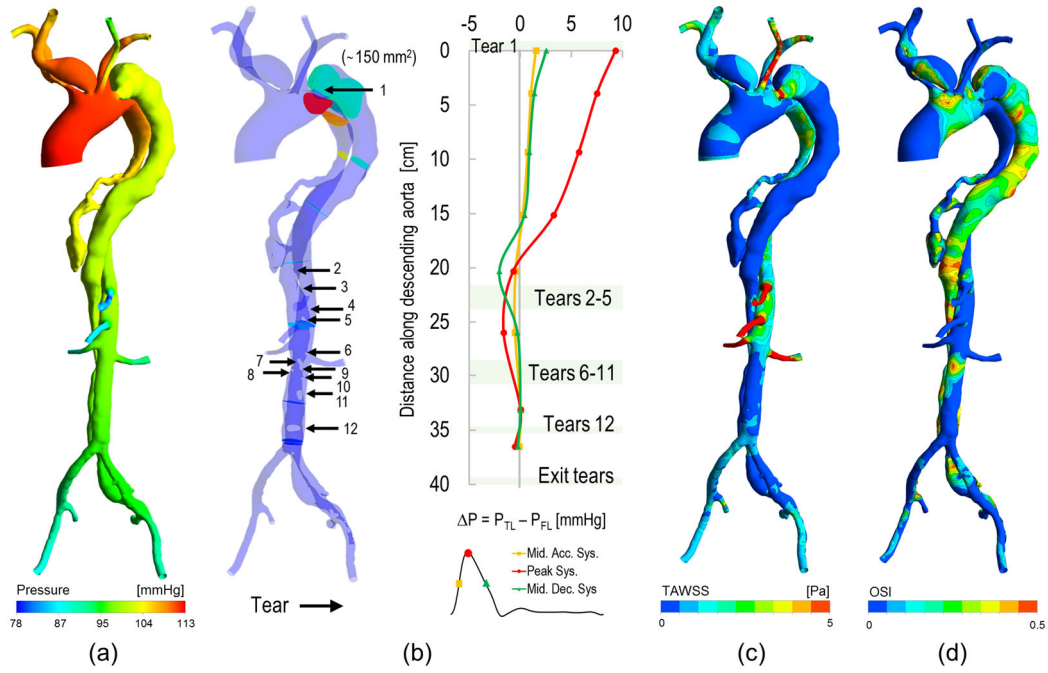 -5 0 5 10
Tear 1
(~ 150 mm²)
1
0
5
10
15
20
25
30
35
40
Distance along descending aorta [cm]
2
3
4
5
6
7
8
9
10
11
12
Tears 2-5
Tears 6-11
Tears 12
Exit tears
ΔP = P_TL – P_FL [mmHg]
Mid. Acc. Sys.
Peak Sys.
Mid. Dec. Sys
Tear
Pressure [mmHg]
78 87 95 104 113
TAWSS [Pa]
0 5
OSI
0 0.5
(a) (b) (c) (d)